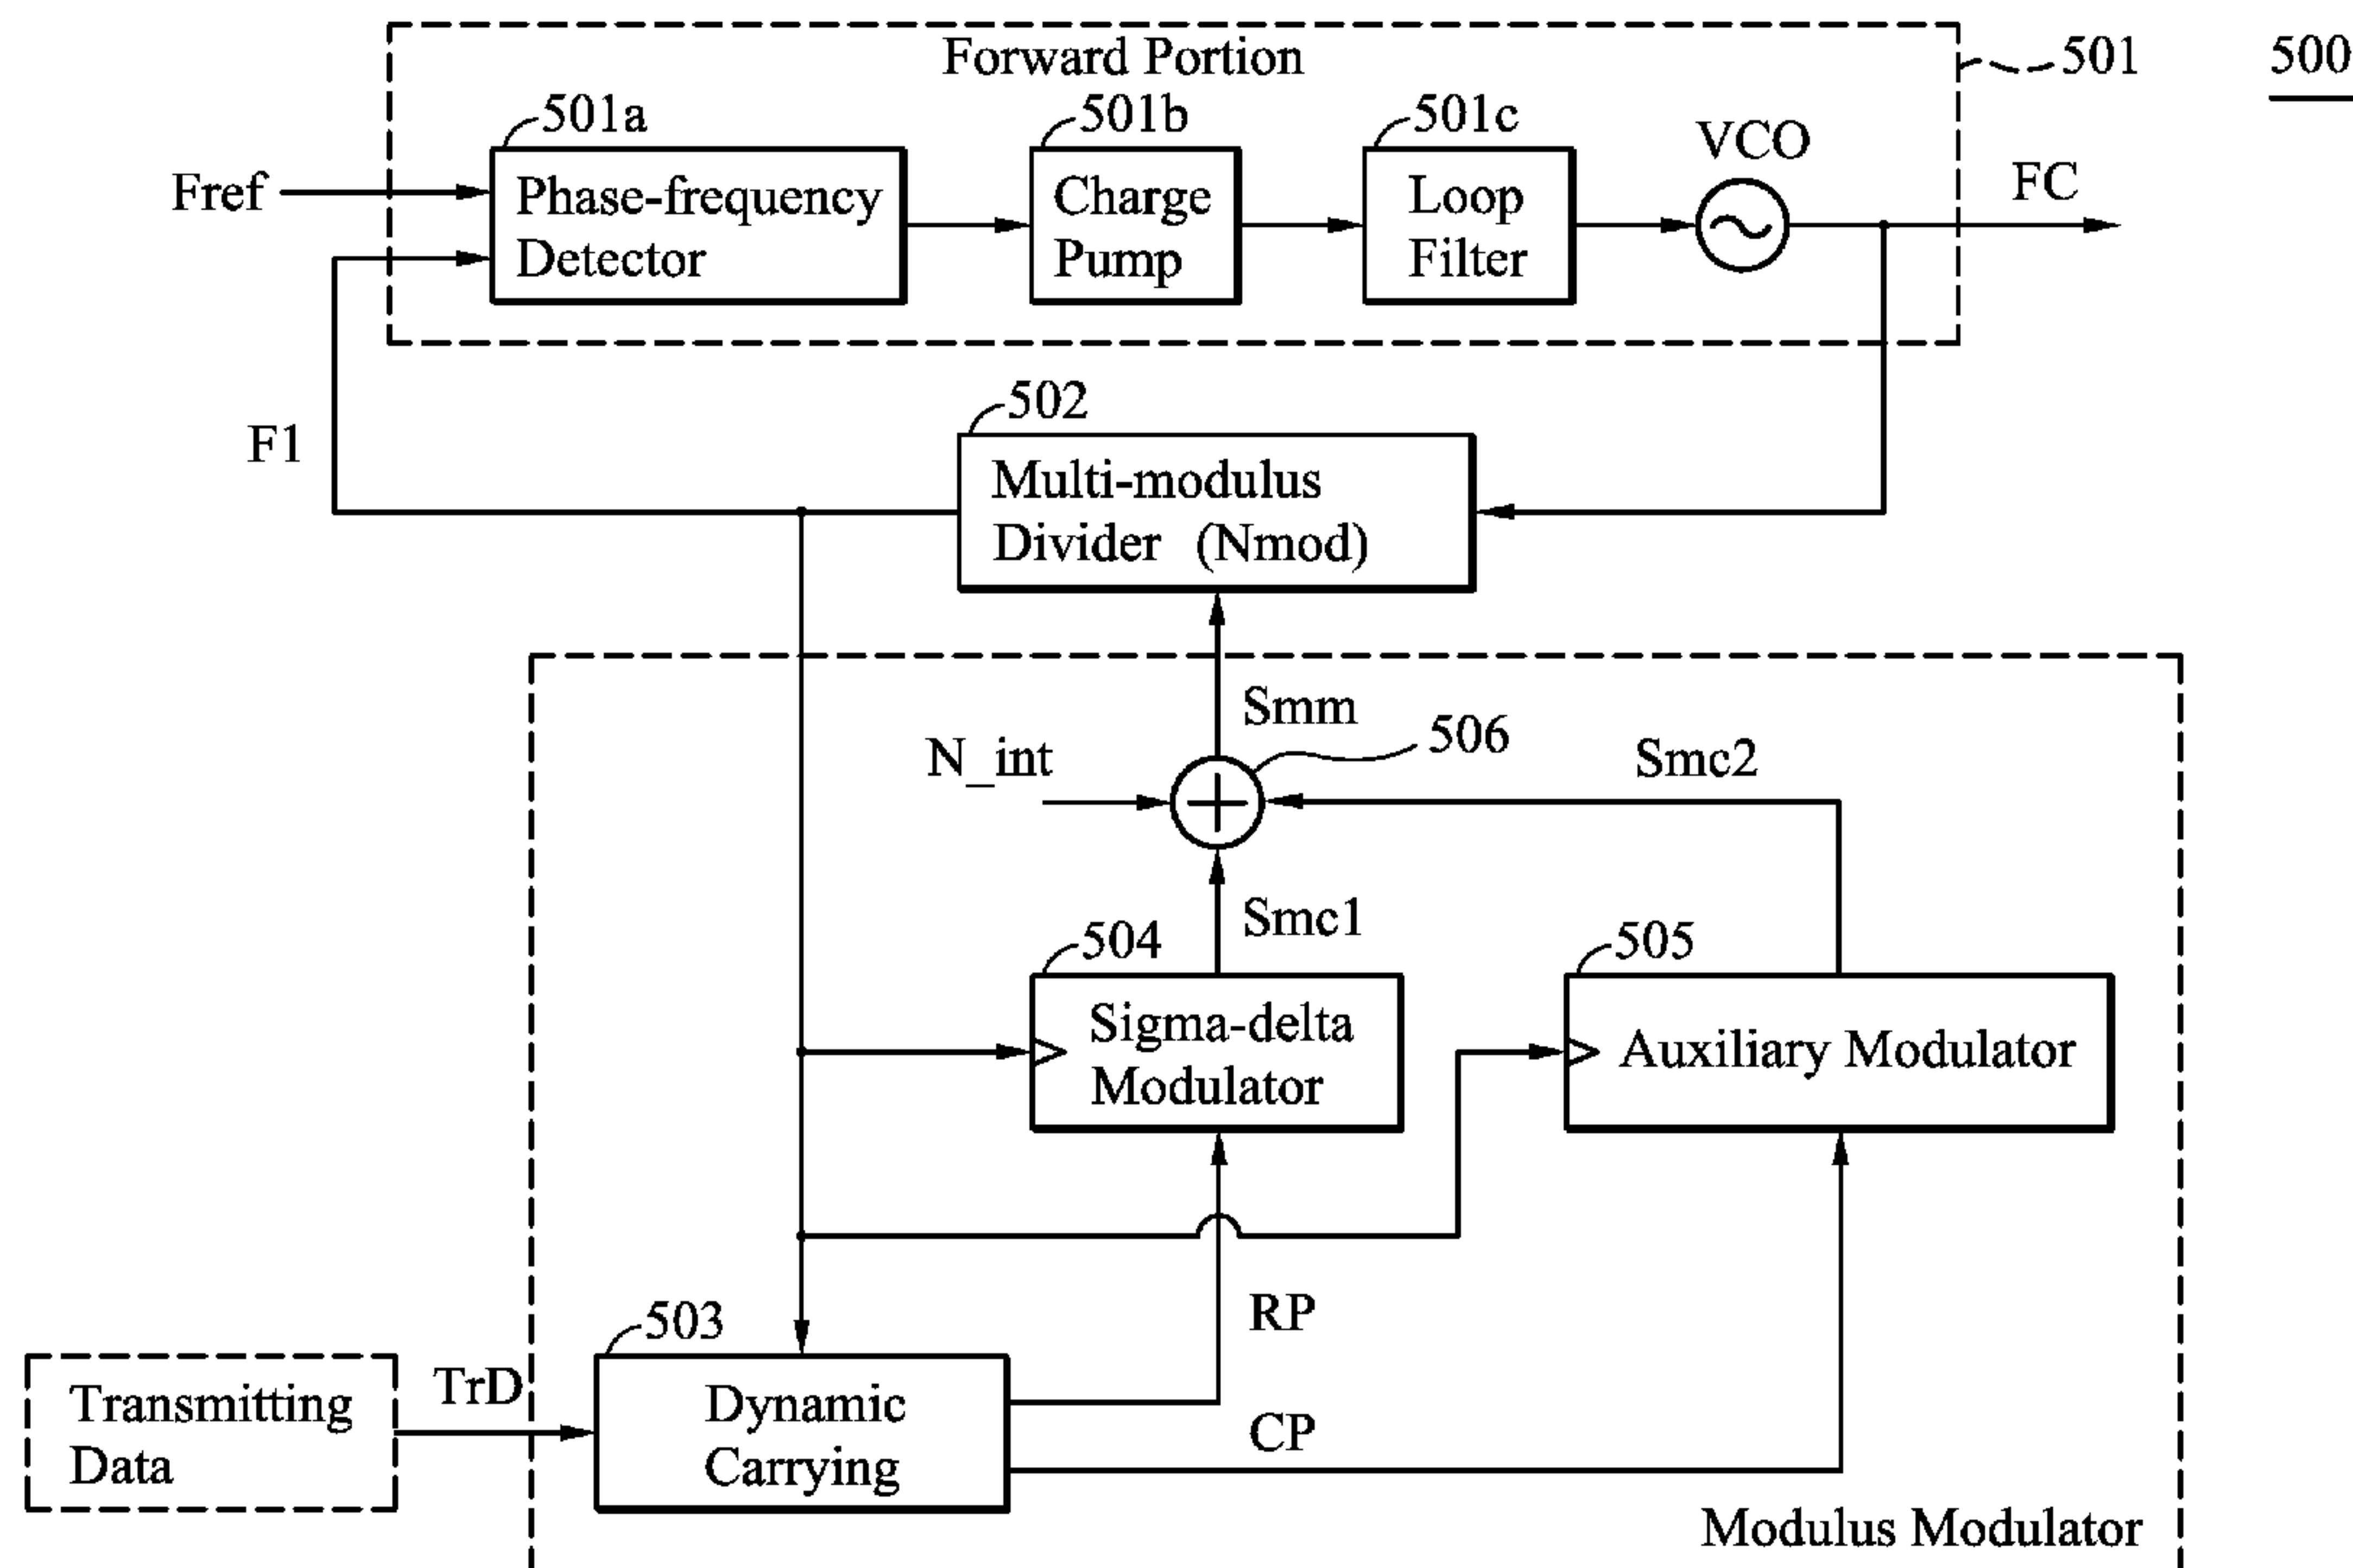 Forward Portion
501
500
501a
501b
501c
VCO
FC
Fref
Phase-frequency
Detector
Charge
Pump
Loop
Filter
502
F1
Multi-modulus
Divider (Nmod)
Smm
506
N_int
Smc2
Smc1
504
505
Sigma-delta
Modulator
Auxiliary Modulator
RP
503
TrD
Transmitting
Data
Dynamic
Carrying
CP
Modulus Modulator